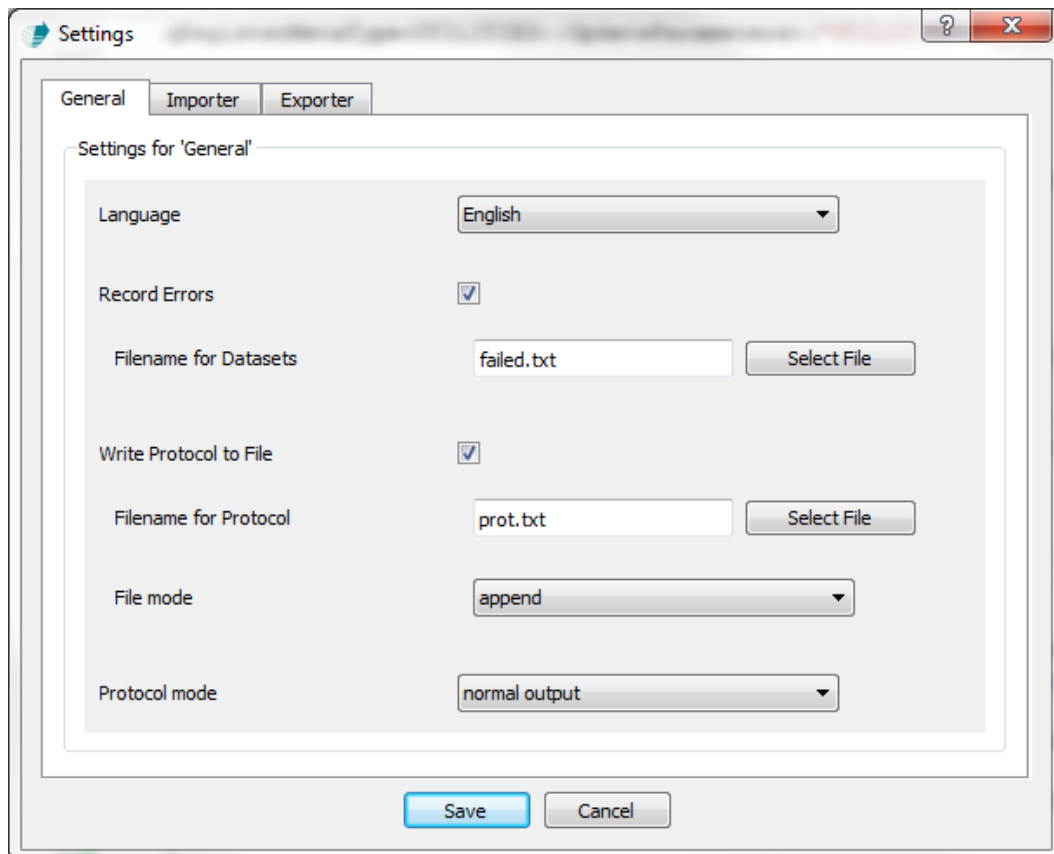 Settings
General Importer Exporter
Settings for 'General'
Language English
Record Errors
Filename for Datasets failed.txt Select File
Write Protocol to File
Filename for Protocol prot.txt Select File
File mode append
Protocol mode normal output
Save Cancel